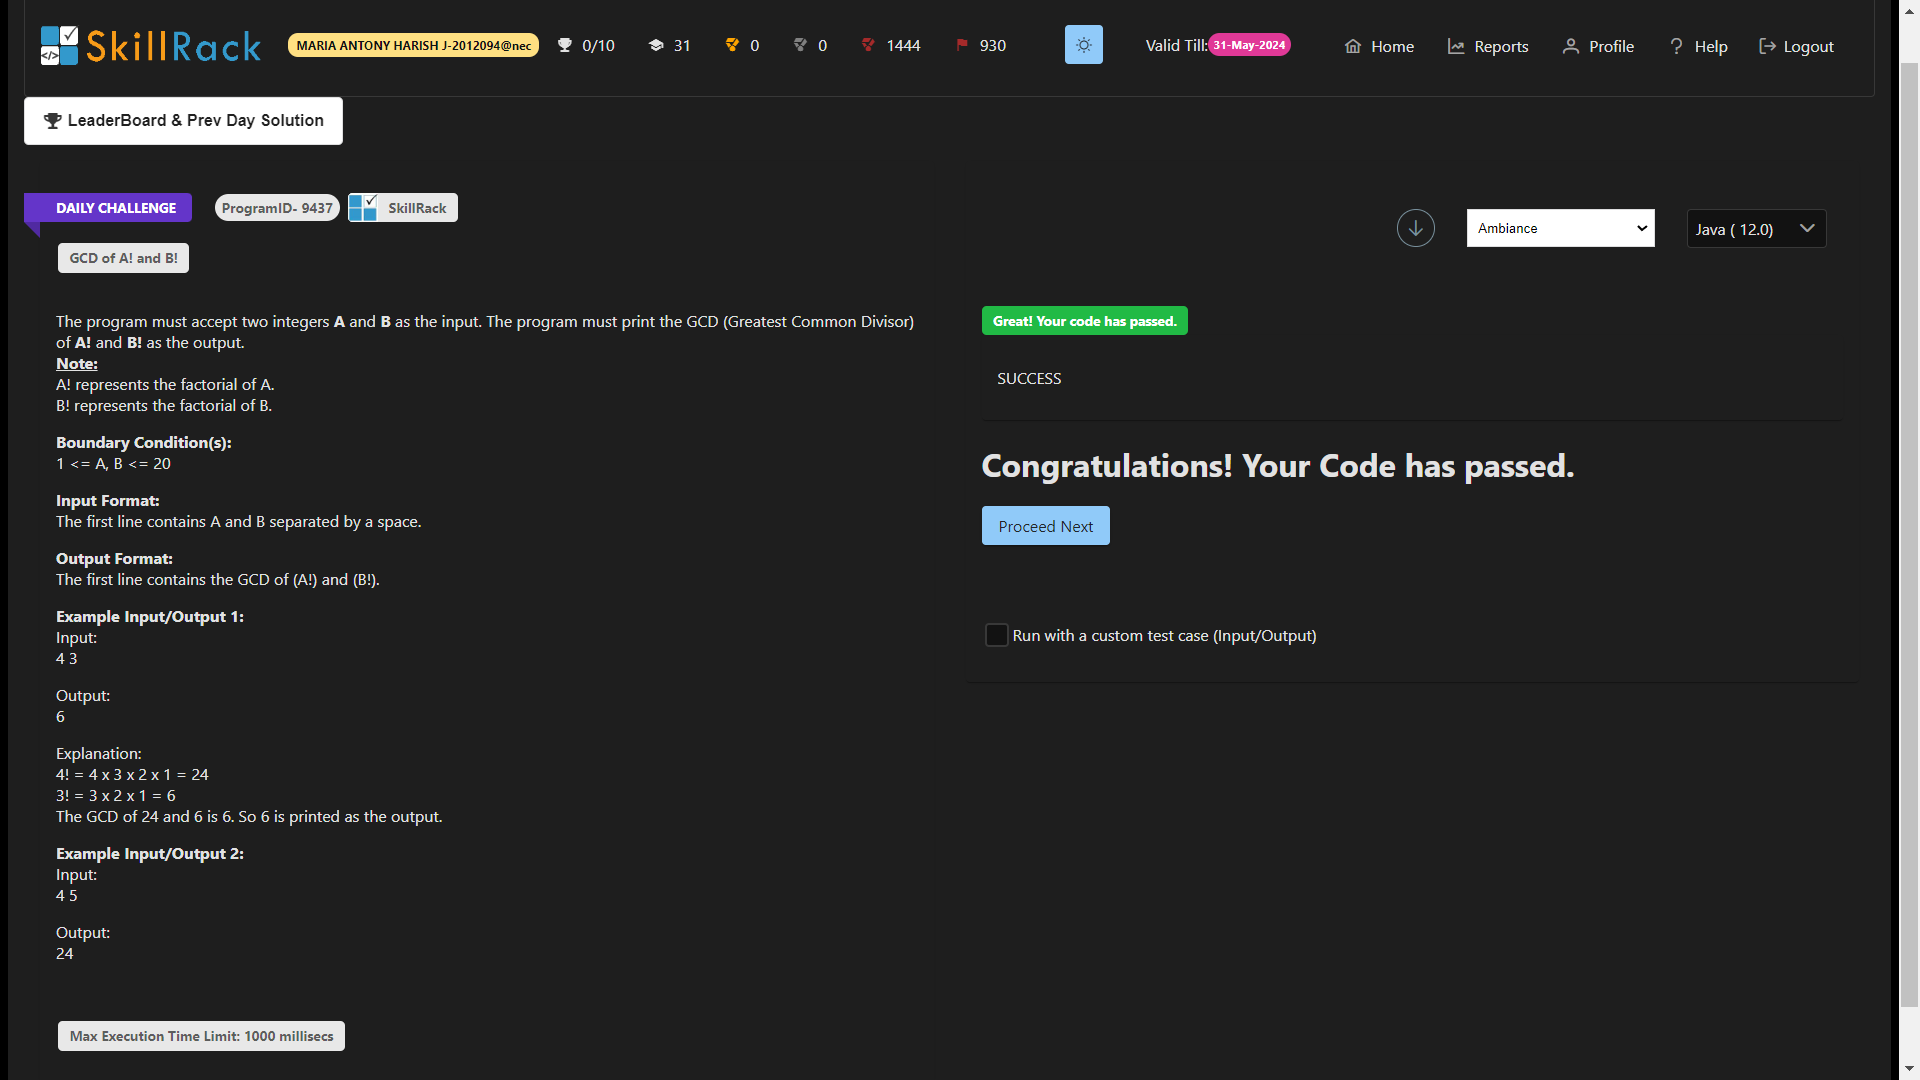 SkillRack
MARIA ANTONY HARISH J-2012094@nec
0/10
31
0
0
1444
930
Valid Till: 31-May-2024
Home
Reports
Profile
Help
Logout
LeaderBoard & Prev Day Solution
DAILY CHALLENGE
ProgramID- 9437
SkillRack
Ambiance
Java ( 12.0)
GCD of A! and B!
The program must accept two integers A and B as the input. The program must print the GCD (Greatest Common Divisor)
of A! and B! as the output.
Note:
A! represents the factorial of A.
B! represents the factorial of B.
Boundary Condition(s):
1 <= A, B <= 20
Input Format:
The first line contains A and B separated by a space.
Output Format:
The first line contains the GCD of (A!) and (B!).
Example Input/Output 1:
Input:
4 3
Output:
6
Explanation:
4! = 4 x 3 x 2 x 1 = 24
3! = 3 x 2 x 1 = 6
The GCD of 24 and 6 is 6. So 6 is printed as the output.
Example Input/Output 2:
Input:
4 5
Output:
24
Max Execution Time Limit: 1000 millisecs
Great! Your code has passed.
SUCCESS
Congratulations! Your Code has passed.
Proceed Next
Run with a custom test case (Input/Output)